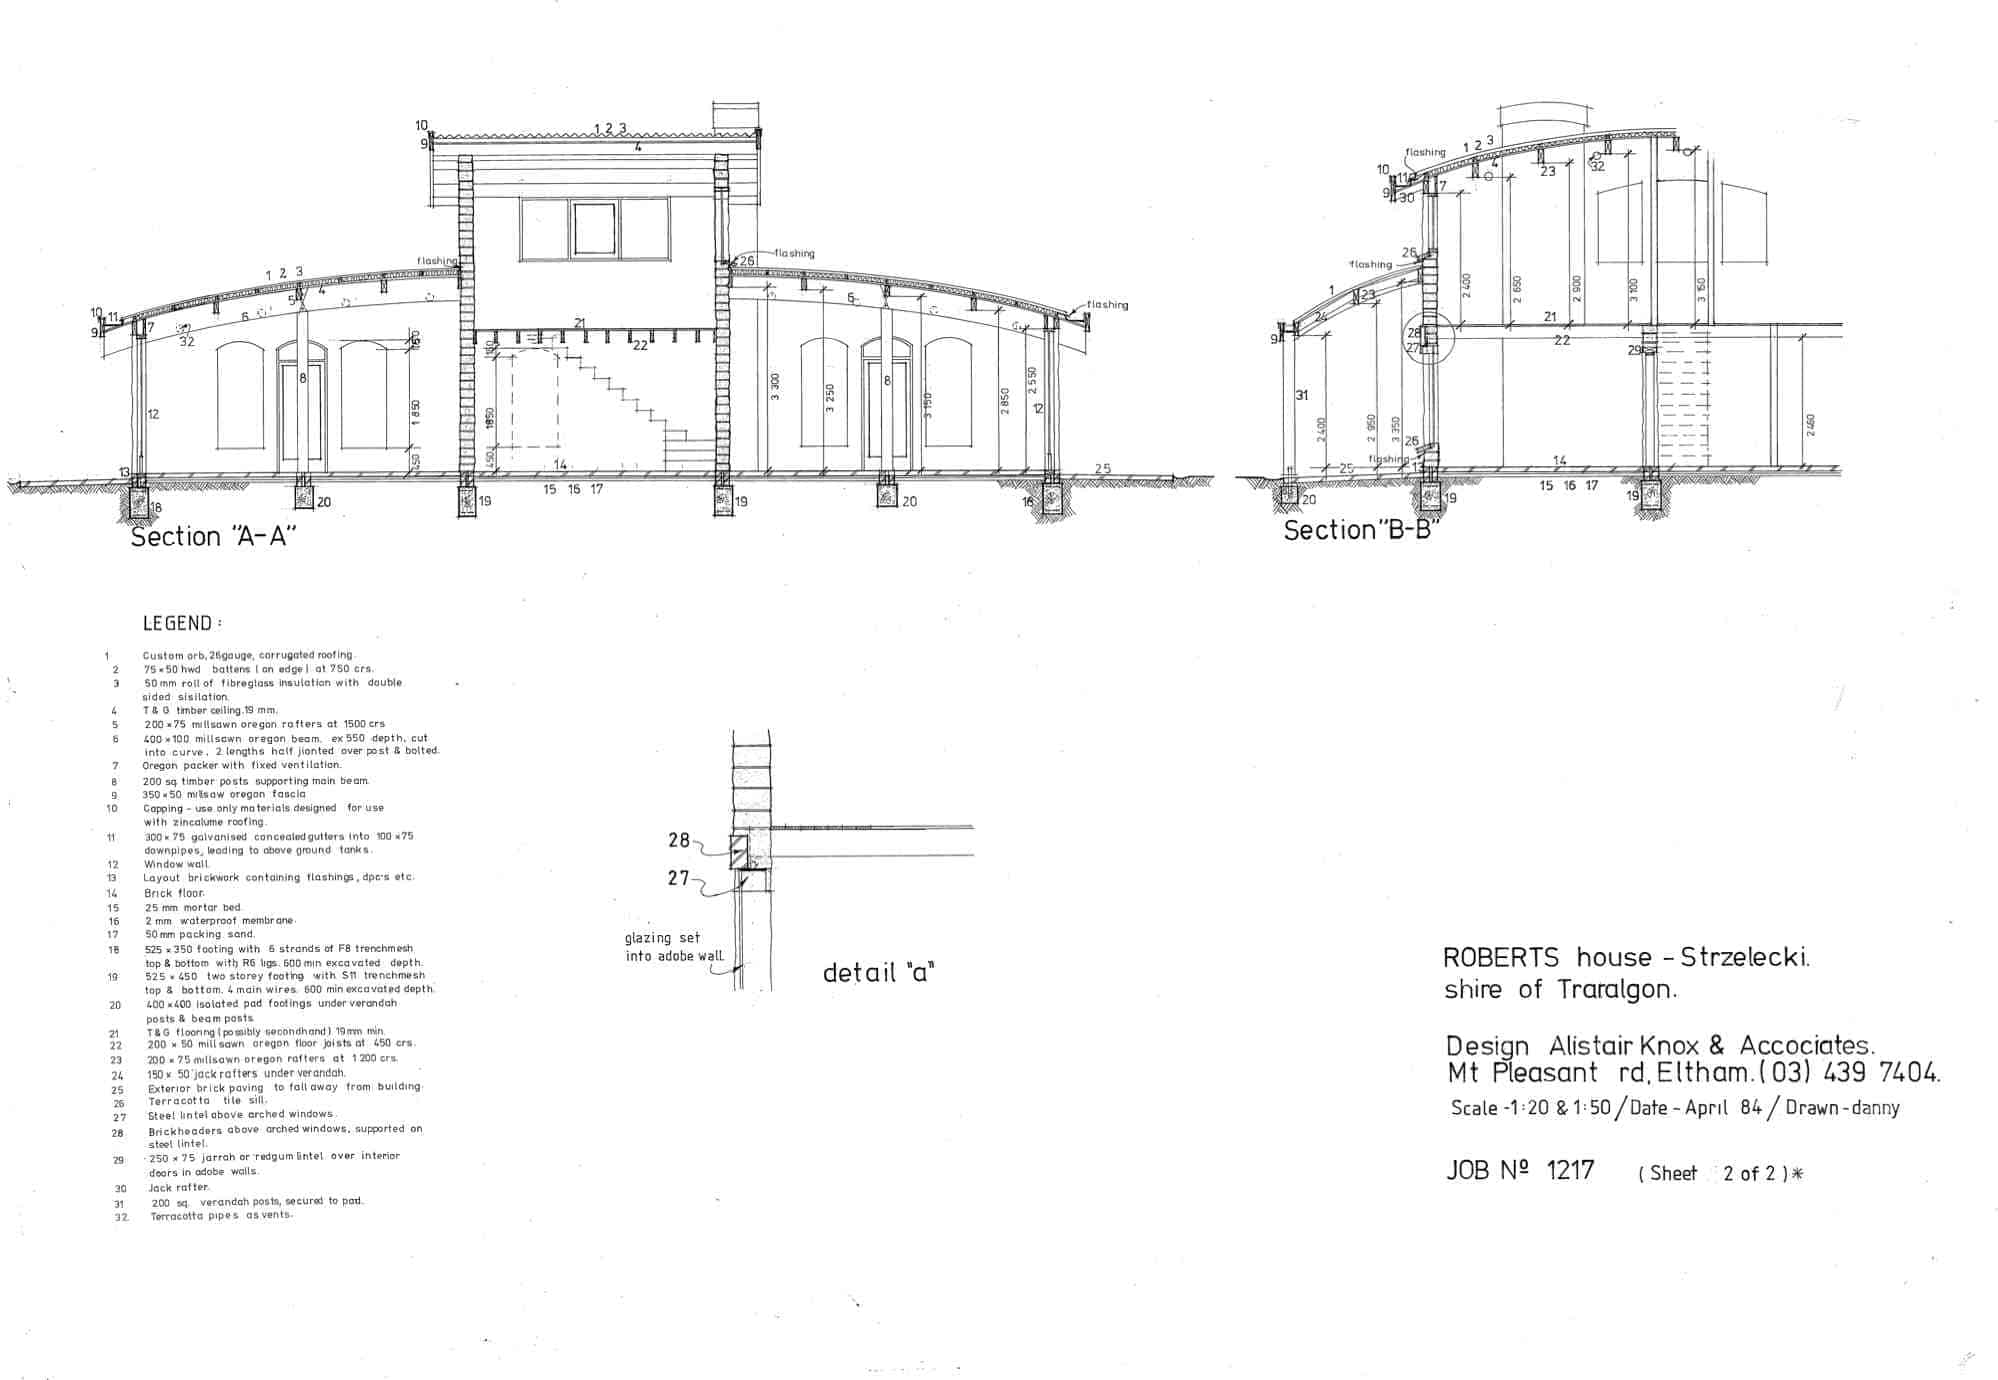 10
9
1 2 3
4
flashing
flashing
26
1 2 3
4
5
6
10
11
9
7
32
21
22
150
150
8
12
1 850
450
1850
450
3 300
3 250
3 150
2 850
2 550
6
8
12
flashing
13
14
15 16 17
18
20
19
19
20
18
25
Section "A-A"
flashing
1 2 3
4
10
11
9
30
7
23
32
2 400
2 650
2 900
3 100
3 150
26
flashing
1
23
24
9
28
27
21
22
29
31
2 400
2 950
3 350
2 460
26
flashing
25
14
15 16 17
20
19
19
Section "B-B"
LEGEND :
1 Custom orb, 26gauge, corrugated roofing.
2 75×50 hwd battens ( on edge ) at 750 crs.
3 50 mm roll of fibreglass insulation with double
sided sisilation.
4 T & G timber ceiling.19 mm.
5 200×75 millsawn oregon rafters at 1500 crs
6 400×100 millsawn oregon beam. ex 550 depth, cut
into curve, 2 lengths half jionted over post & bolted.
7 Oregon packer with fixed ventilation.
8 200 sq. timber posts supporting main beam.
9 350×50 millsaw oregon fascia
10 Capping - use only materials designed for use
with zincalume roofing.
11 300× 75 galvanised concealed gutters into 100 ×75
downpipes, leading to above ground tanks.
12 Window wall.
13 Layout brickwork containing flashings, dpc's etc.
14 Brick floor.
15 25 mm mortar bed.
16 2 mm waterproof membrane.
17 50 mm packing sand.
18 525 × 350 footing with 6 strands of F8 trenchmesh
top & bottom with R6 ligs. 600 min excavated depth.
19 525 × 450 two storey footing with S11 trenchmesh
top & bottom. 4 main wires. 600 min excavated depth.
20 400×400 isolated pad footings under verandah
posts & beam posts.
21 T&G flooring ( possibly secondhand ) 19mm min.
22 200 × 50 mill sawn oregon floor joists at 450 crs.
23 200 × 75 millsawn oregon rafters at 1 200 crs.
24 150 × 50 jack rafters under verandah.
25 Exterior brick paving to fall away from building.
26 Terracotta tile sill.
27 Steel lintel above arched windows.
28 Brickheaders above arched windows, supported on
steel lintel.
29 250 × 75 jarrah or redgum lintel over interior
doors in adobe walls.
30 Jack rafter.
31 200 sq. verandah posts, secured to pad.
32. Terracotta pipes as vents.
28
27
glazing set
into adobe wall.
detail "a"
ROBERTS house - Strzelecki.
shire of Traralgon.
Design Alistair Knox & Accociates.
Mt Pleasant rd, Eltham.(03) 439 7404.
Scale -1:20 & 1:50 / Date - April 84 / Drawn - danny
JOB Nº 1217 ( Sheet 2 of 2 ) *